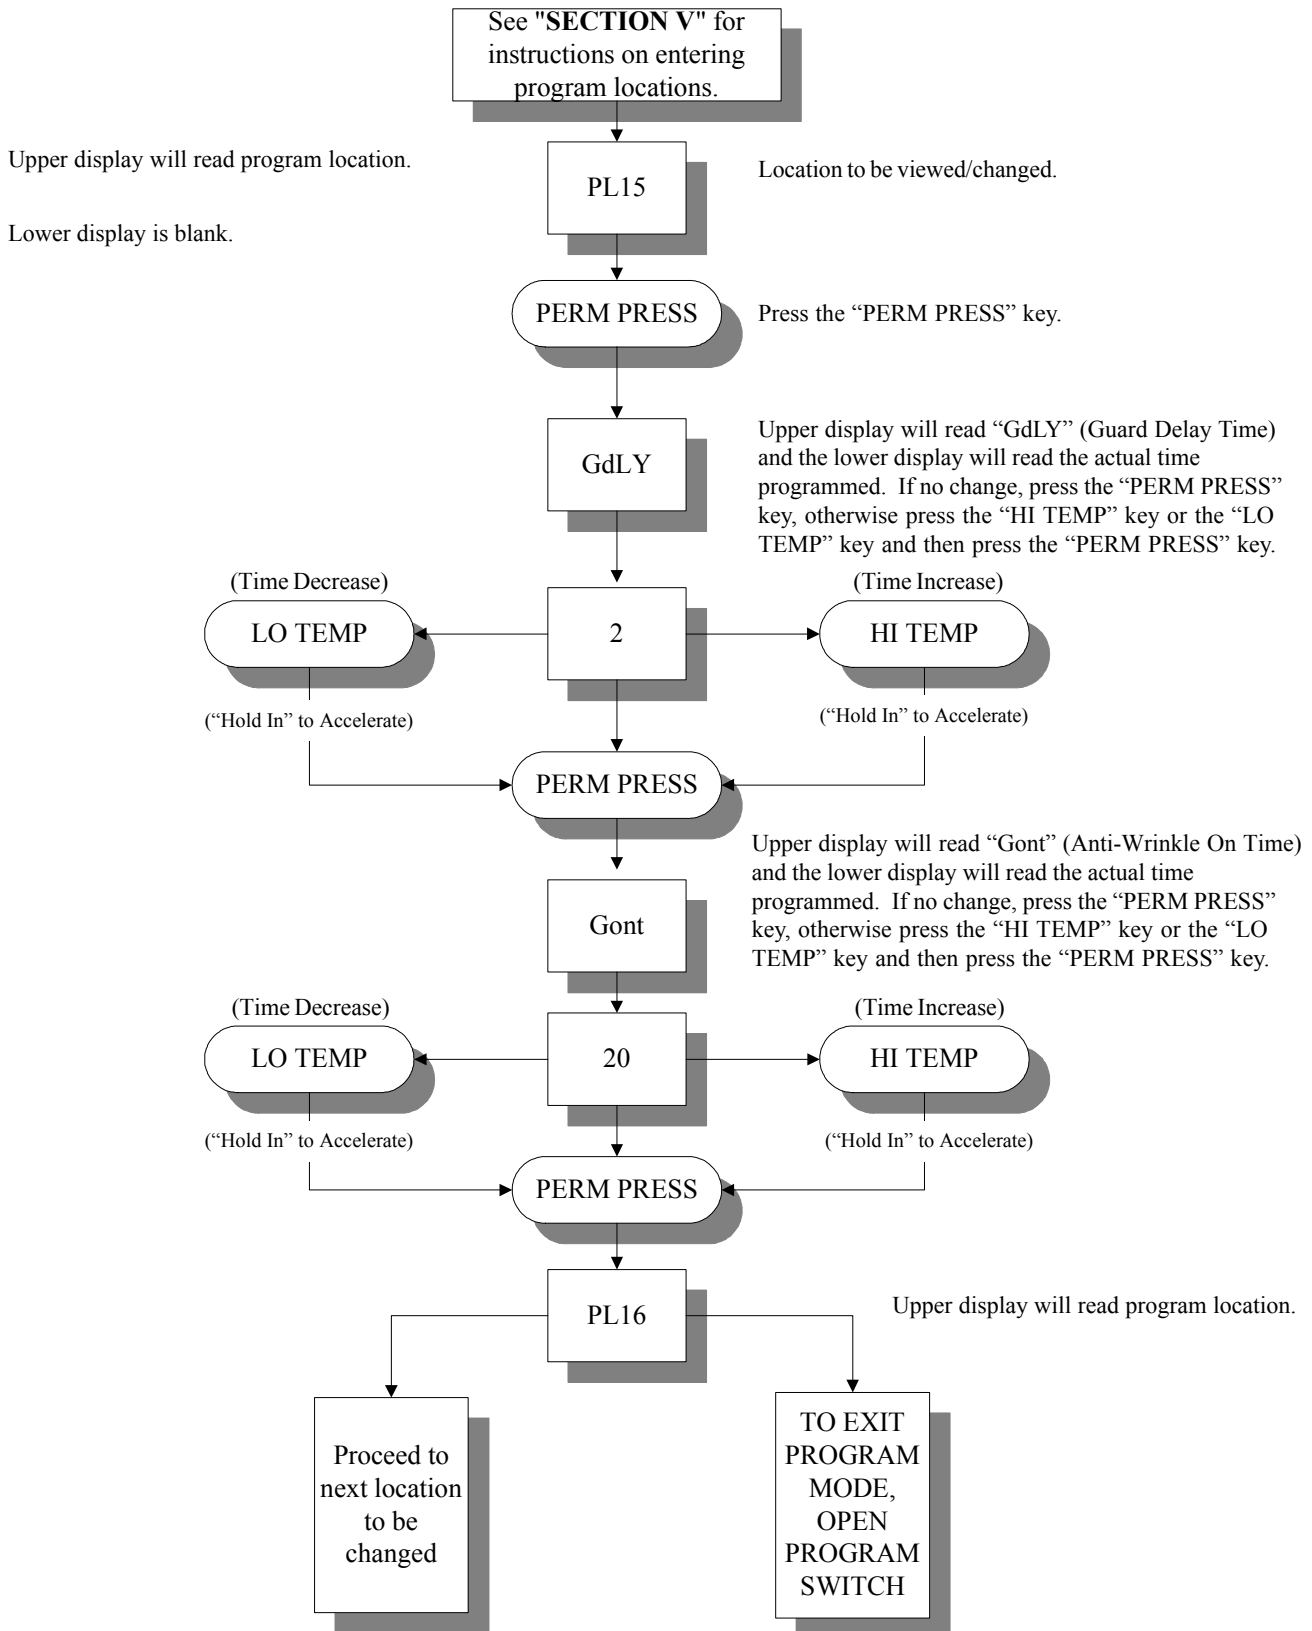 See "SECTION V" for
instructions on entering
program locations.
Upper display will read program location.
Lower display is blank.
PL15
Location to be viewed/changed.
PERM PRESS
Press the “PERM PRESS” key.
GdLY
Upper display will read “GdLY” (Guard Delay Time)
and the lower display will read the actual time
programmed. If no change, press the “PERM PRESS”
key, otherwise press the “HI TEMP” key or the “LO
TEMP” key and then press the “PERM PRESS” key.
(Time Decrease)
LO TEMP
(“Hold In” to Accelerate)
2
(Time Increase)
HI TEMP
(“Hold In” to Accelerate)
PERM PRESS
Upper display will read “Gont” (Anti-Wrinkle On Time)
and the lower display will read the actual time
programmed. If no change, press the “PERM PRESS”
key, otherwise press the “HI TEMP” key or the “LO
TEMP” key and then press the “PERM PRESS” key.
Gont
(Time Decrease)
LO TEMP
(“Hold In” to Accelerate)
20
(Time Increase)
HI TEMP
(“Hold In” to Accelerate)
PERM PRESS
PL16
Upper display will read program location.
Proceed to
next location
to be
changed
TO EXIT
PROGRAM
MODE,
OPEN
PROGRAM
SWITCH